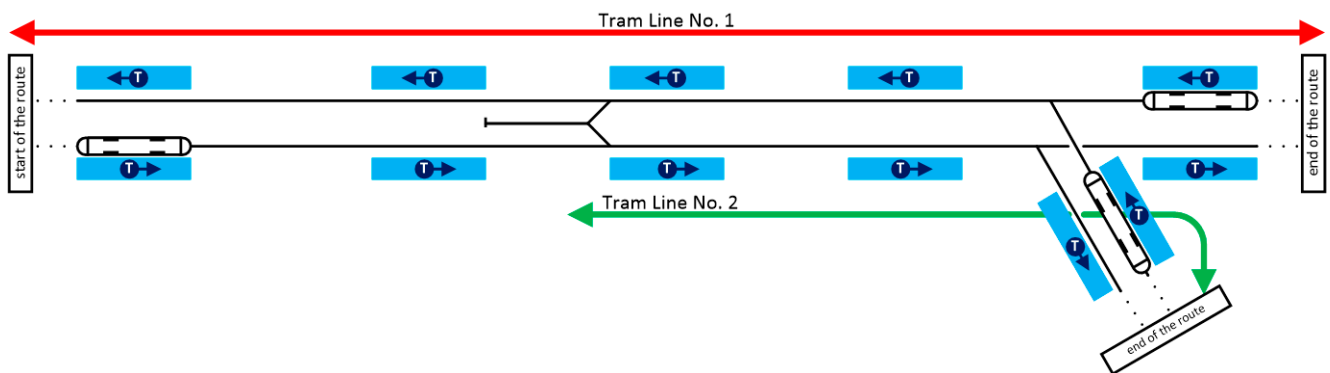 Tram Line No. 1
start of the route
T
T
T
T
T
end of the route
T
T
T
T
T
Tram Line No. 2
T
T
end of the route